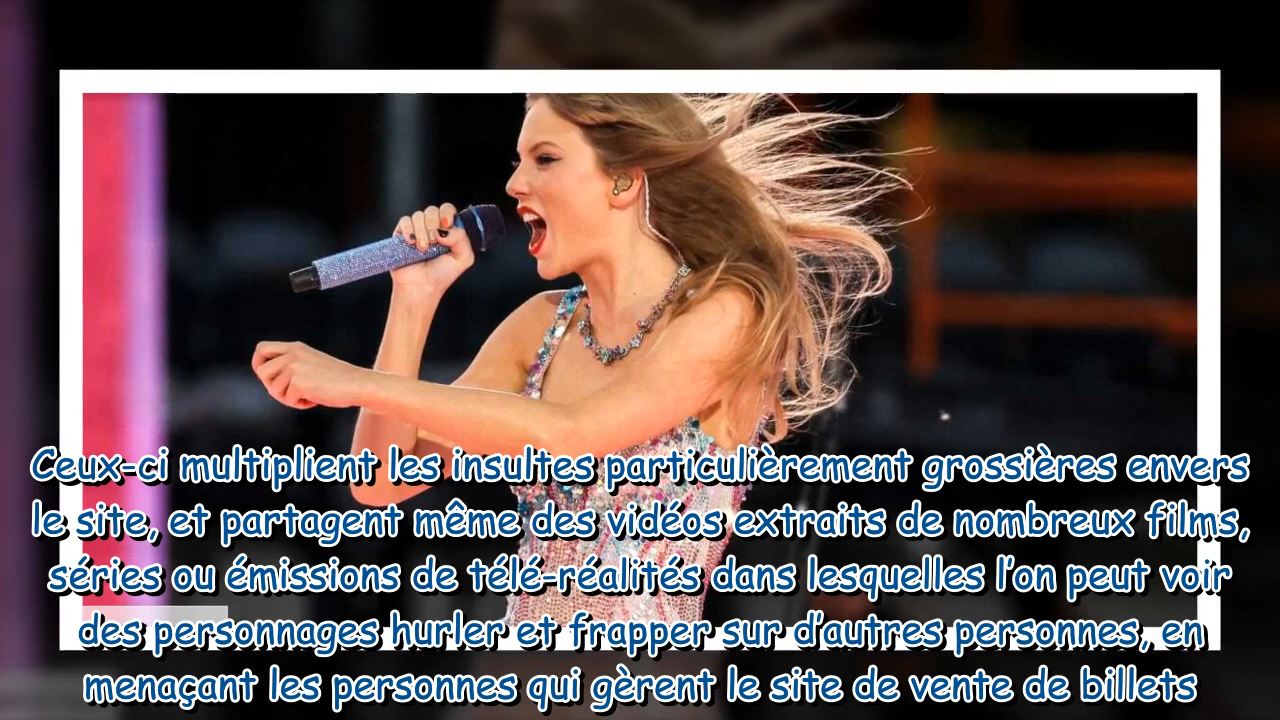 Ceux-ci multiplient les insultes particulièrement grossières envers
le site, et partagent même des vidéos extraits de nombreux films,
séries ou émissions de télé-réalités dans lesquelles l’on peut voir
des personnages hurler et frapper sur d’autres personnes, en
menaçant les personnes qui gèrent le site de vente de billets